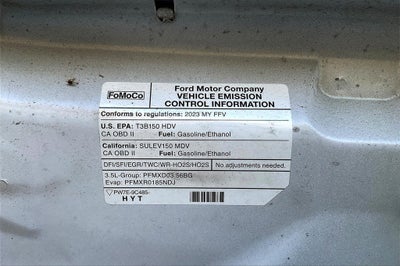 FoMoCo
Ford Motor Company
VEHICLE EMISSION
CONTROL INFORMATION
Conforms to regulations: 2023 MY FFV
U.S. EPA: T3B150 HDV
CA OBD II Fuel: Gasoline/Ethanol
California: SULEV150 MDV
CA OBD II Fuel: Gasoline/Ethanol
DFI/SFI/EGR/TWC/WR-HO2S/HO2S No adjustments needed.
3.5L-Group: PFMXD03.56BG
Evap: PFMXR0185NDJ
PW7E-9C485-
HYT